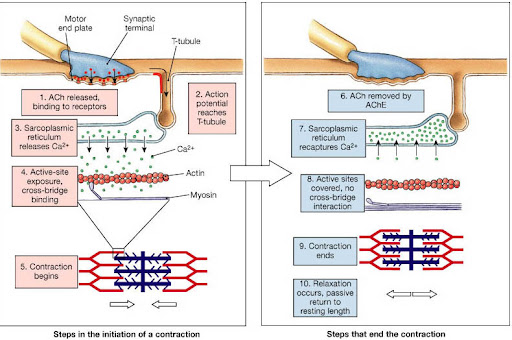 Motor
end plate
Synaptic
terminal
T-tubule
1. ACh released,
binding to receptors
2. Action
potential
reaches
T-tubule
3. Sarcoplasmic
reticulum
releases Ca²⁺
Ca²⁺
4. Active-site
exposure,
cross-bridge
binding
Actin
Myosin
5. Contraction
begins
Steps in the initiation of a contraction
6. ACh removed by
AChE
7. Sarcoplasmic
reticulum
recaptures Ca²⁺
8. Active sites
covered, no
cross-bridge
interaction
9. Contraction
ends
10. Relaxation
occurs, passive
return to
resting length
Steps that end the contraction